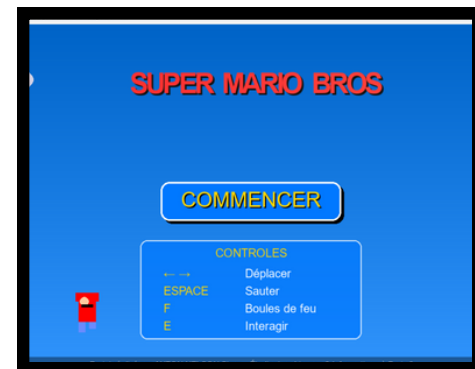 SUPER MARIO BROS
COMMENCER
CONTROLES
←→ Déplacer
ESPACE Sauter
F Boules de feu
E Interagir